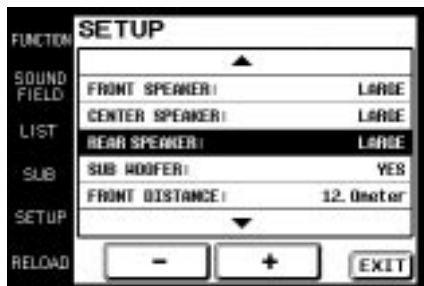 FUNCTION
SOUND FIELD
LIST
SUB
SETUP
RELOAD
SETUP
FRONT SPEAKER: LARGE
CENTER SPEAKER: LARGE
REAR SPEAKER: LARGE
SUB WOOFER: YES
FRONT DISTANCE: 12.0meter
- +
EXIT